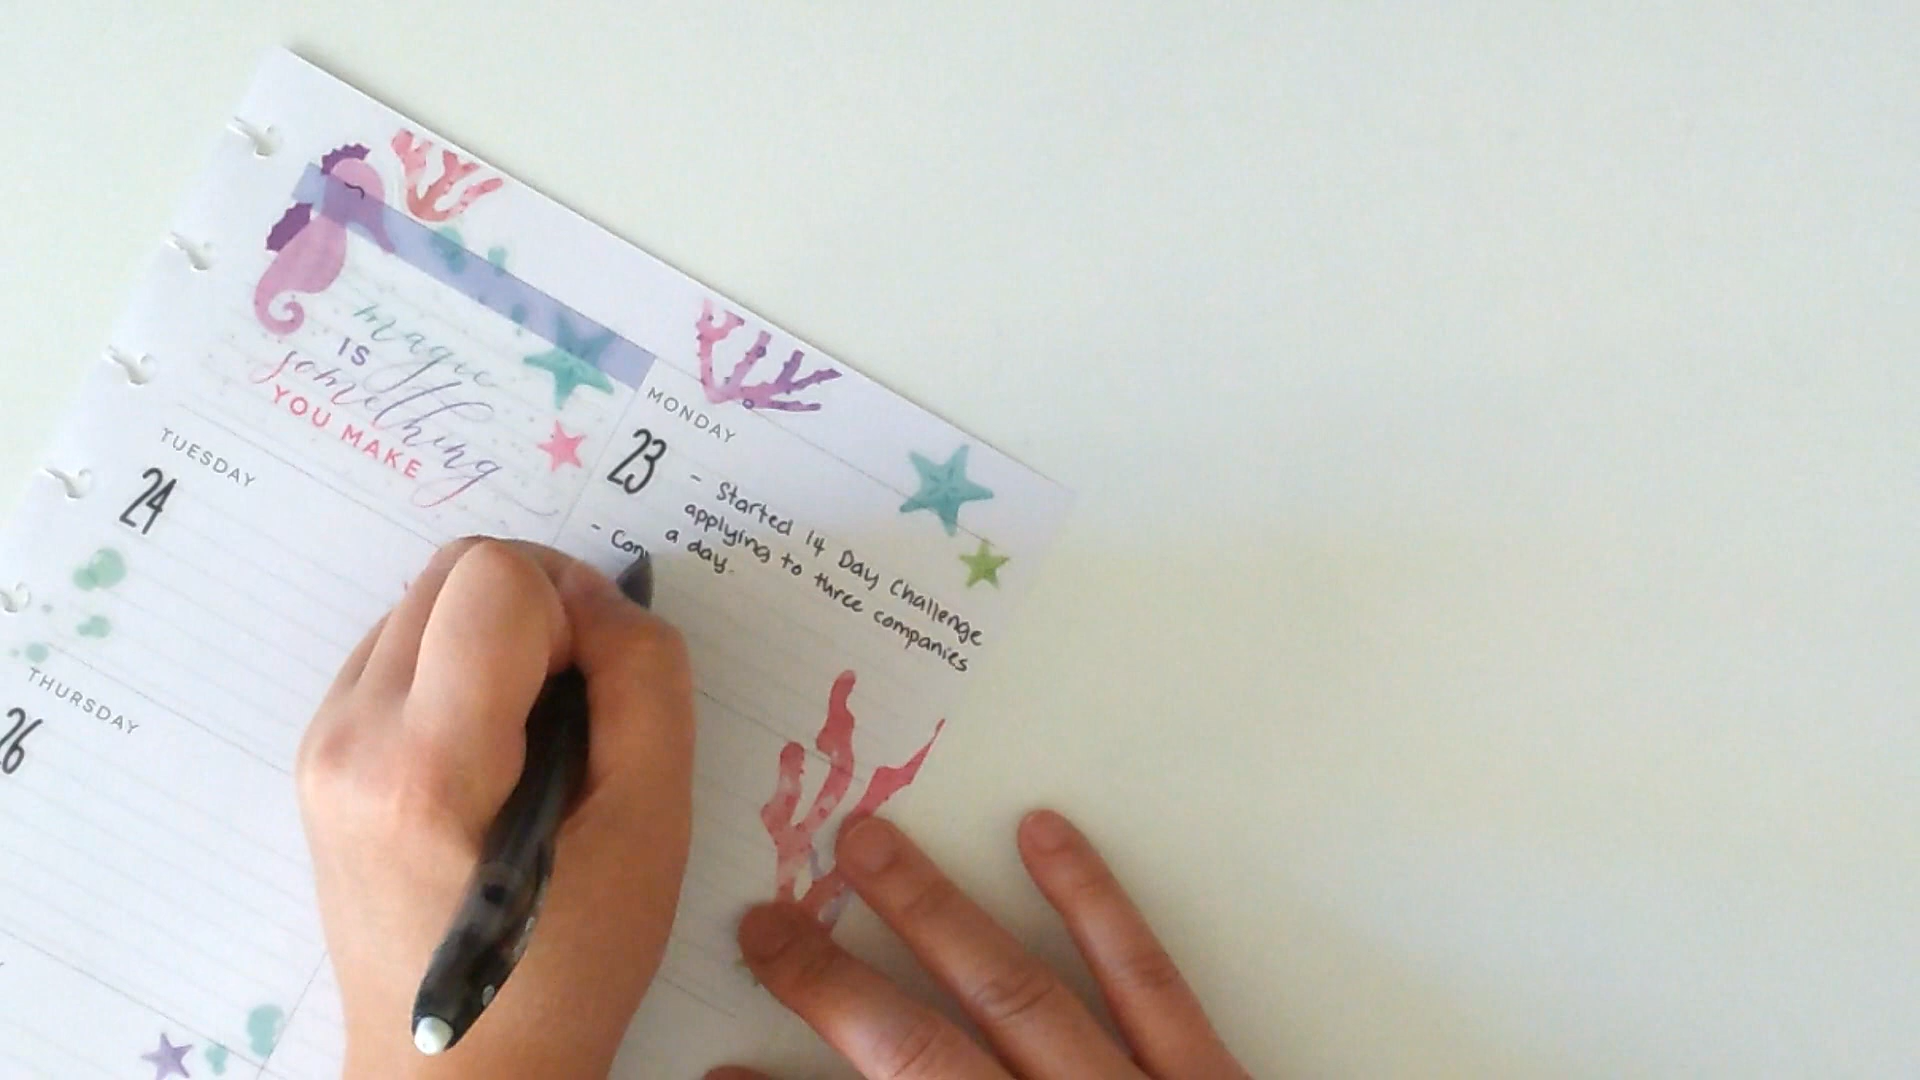 magic
IS
something
YOU MAKE
MONDAY
23
- Started 14 Day Challenge
applying to three companies
a day.
- Con
TUESDAY
24
THURSDAY
26